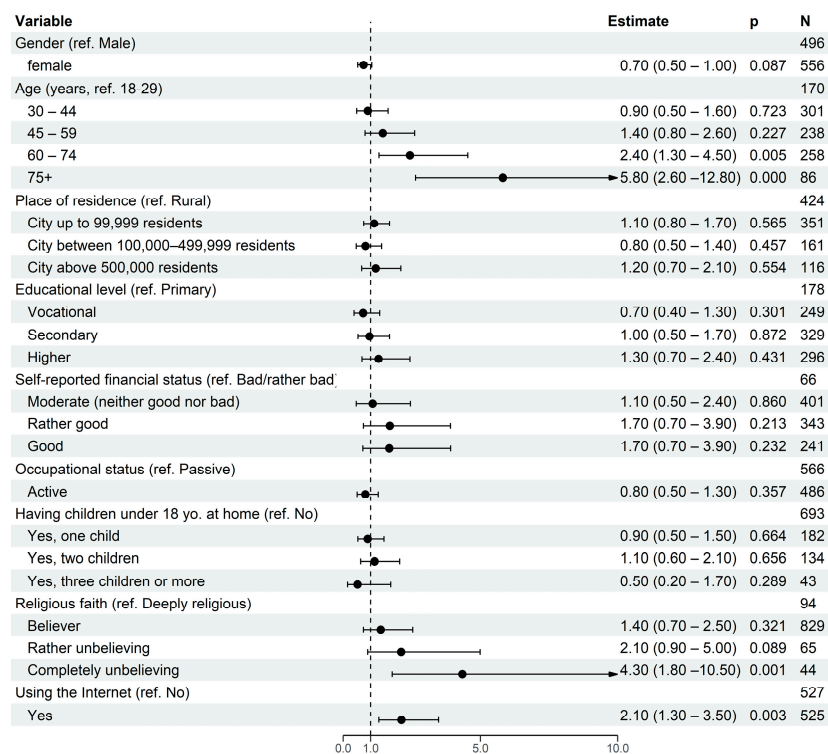 Variable Estimate p N
Gender (ref. Male) 496
female 0.70 (0.50 – 1.00) 0.087 556
Age (years, ref. 18-29) 170
30 – 44 0.90 (0.50 – 1.60) 0.723 301
45 – 59 1.40 (0.80 – 2.60) 0.227 238
60 – 74 2.40 (1.30 – 4.50) 0.005 258
75+ 5.80 (2.60 –12.80) 0.000 86
Place of residence (ref. Rural) 424
City up to 99,999 residents 1.10 (0.80 – 1.70) 0.565 351
City between 100,000–499,999 residents 0.80 (0.50 – 1.40) 0.457 161
City above 500,000 residents 1.20 (0.70 – 2.10) 0.554 116
Educational level (ref. Primary) 178
Vocational 0.70 (0.40 – 1.30) 0.301 249
Secondary 1.00 (0.50 – 1.70) 0.872 329
Higher 1.30 (0.70 – 2.40) 0.431 296
Self-reported financial status (ref. Bad/rather bad) 66
Moderate (neither good nor bad) 1.10 (0.50 – 2.40) 0.860 401
Rather good 1.70 (0.70 – 3.90) 0.213 343
Good 1.70 (0.70 – 3.90) 0.232 241
Occupational status (ref. Passive) 566
Active 0.80 (0.50 – 1.30) 0.357 486
Having children under 18 yo. at home (ref. No) 693
Yes, one child 0.90 (0.50 – 1.50) 0.664 182
Yes, two children 1.10 (0.60 – 2.10) 0.656 134
Yes, three children or more 0.50 (0.20 – 1.70) 0.289 43
Religious faith (ref. Deeply religious) 94
Believer 1.40 (0.70 – 2.50) 0.321 829
Rather unbelieving 2.10 (0.90 – 5.00) 0.089 65
Completely unbelieving 4.30 (1.80 –10.50) 0.001 44
Using the Internet (ref. No) 527
Yes 2.10 (1.30 – 3.50) 0.003 525
0.0 1.0 5.0 10.0